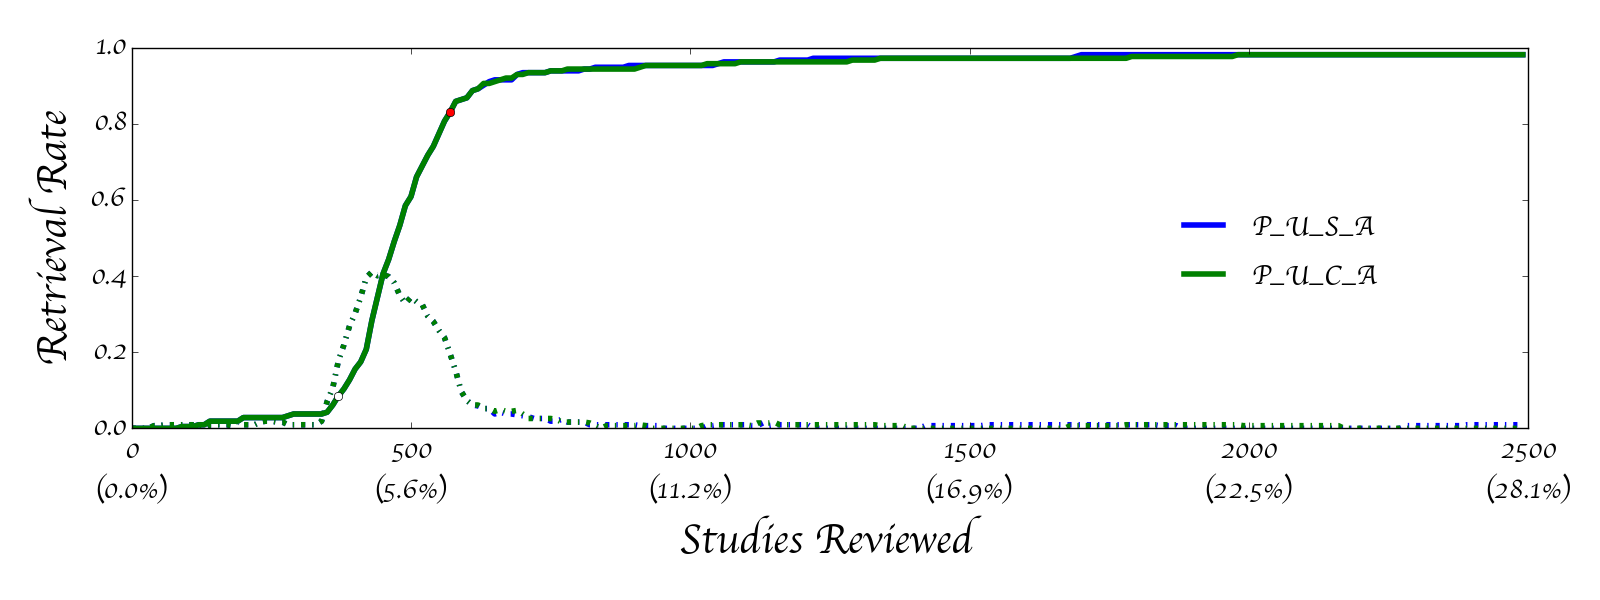 Retrieval Rate
1.0
0.8
0.6
0.4
0.2
0.0
P_U_S_A
P_U_C_A
0 500 1000 1500 2000 2500
(0.0%) (5.6%) (11.2%) (16.9%) (22.5%) (28.1%)
Studies Reviewed